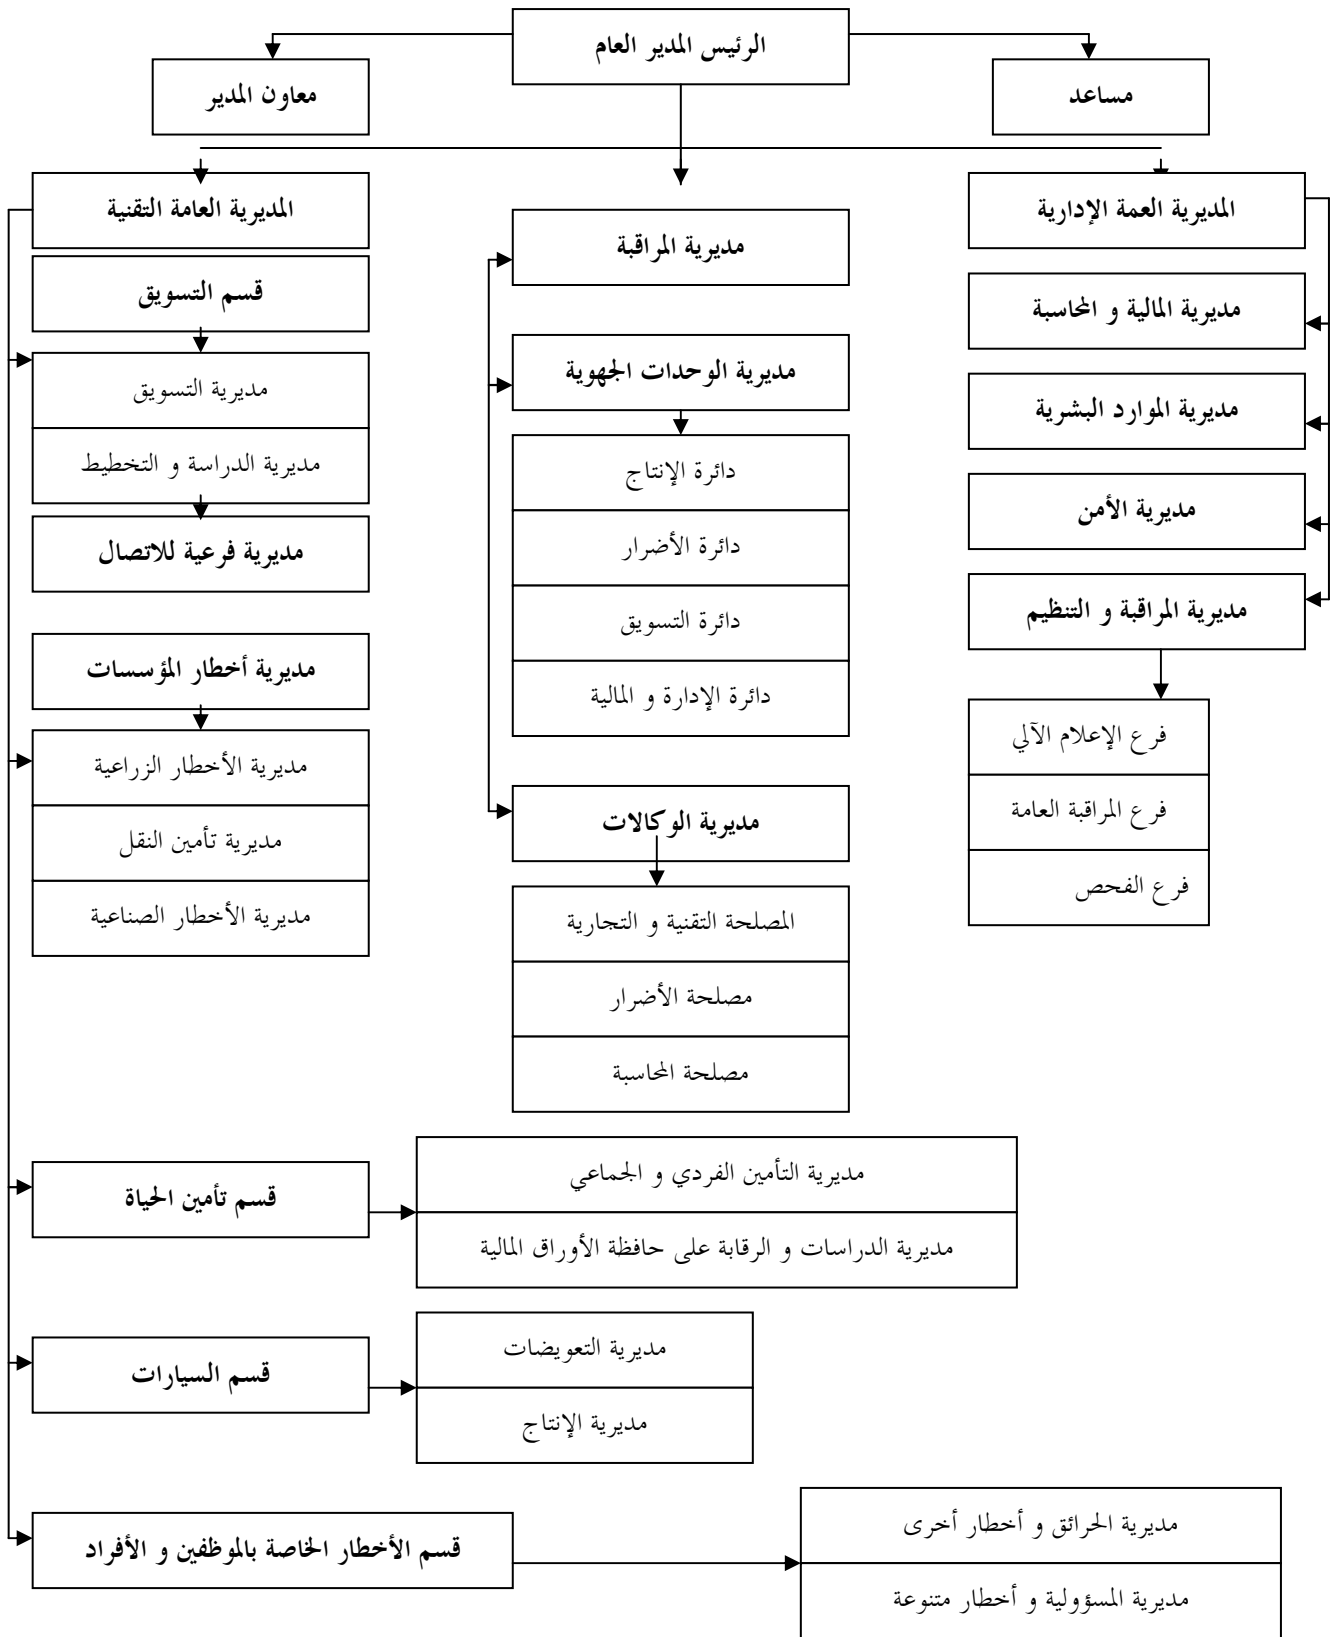 الرئيس المدير العام
مساعد
معاون المدير
المديرية العمة الإدارية
مديرية المالية و المحاسبة
مديرية الموارد البشرية
مديرية الأمن
مديرية المراقبة و التنظيم
فرع الإعلام الآلي
فرع المراقبة العامة
فرع الفحص
مديرية المراقبة
مديرية الوحدات الجهوية
دائرة الإنتاج
دائرة الأضرار
دائرة التسويق
دائرة الإدارة و المالية
مديرية الوكالات
المصلحة التقنية و التجارية
مصلحة الأضرار
مصلحة المحاسبة
المديرية العامة التقنية
قسم التسويق
مديرية التسويق
مديرية الدراسة و التخطيط
مديرية فرعية للاتصال
مديرية أخطار المؤسسات
مديرية الأخطار الزراعية
مديرية تأمين النقل
مديرية الأخطار الصناعية
قسم تأمين الحياة
مديرية التأمين الفردي و الجماعي
مديرية الدراسات و الرقابة على حافظة الأوراق المالية
قسم السيارات
مديرية التعويضات
مديرية الإنتاج
قسم الأخطار الخاصة بالموظفين و الأفراد
مديرية الحرائق و أخطار أخرى
مديرية المسؤولية و أخطار متنوعة